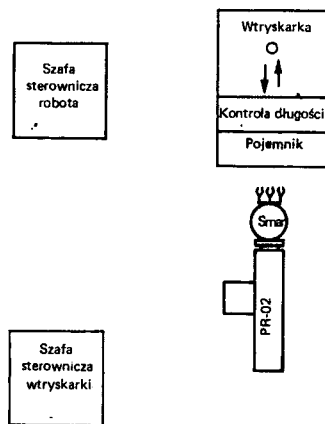 Szafa
sterownicza
robota
Wtryskarka
Kontrola długości
Pojemnik
Smar
PR-02
Szafa
sterownicza
wtryskarki